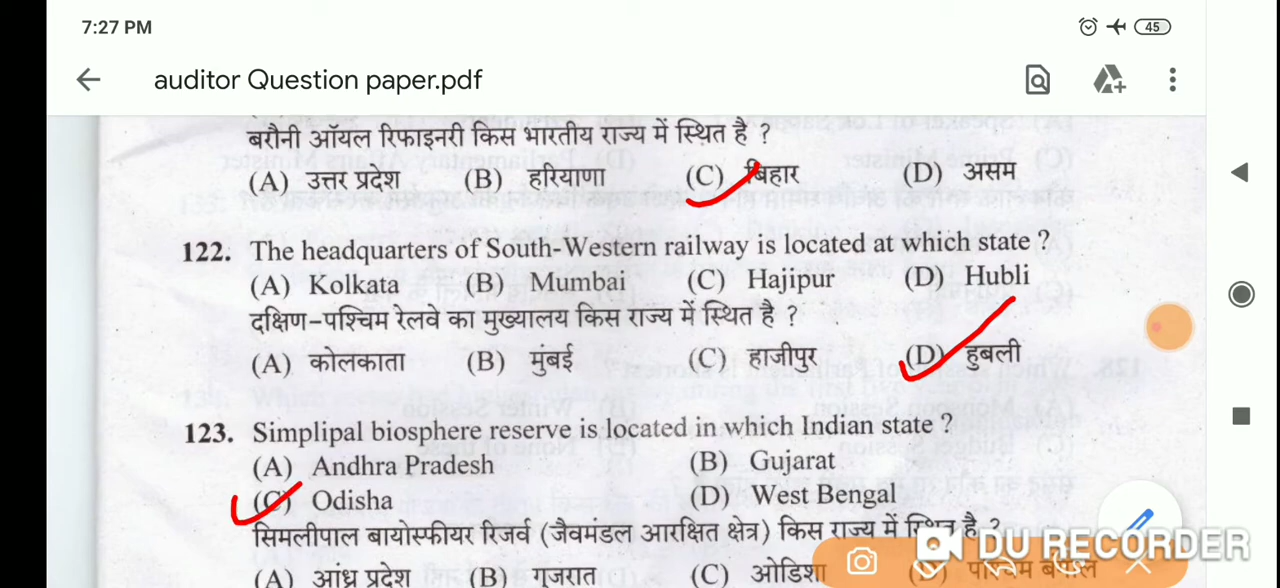 7:27 PM
45
auditor Question paper.pdf
बरौनी ऑयल रिफाइनरी किस भारतीय राज्य में स्थित है ?
(A) उत्तर प्रदेश (B) हरियाणा (C) बिहार (D) असम
122. The headquarters of South-Western railway is located at which state ?
(A) Kolkata (B) Mumbai (C) Hajipur (D) Hubli
दक्षिण-पश्चिम रेलवे का मुख्यालय किस राज्य में स्थित है ?
(A) कोलकाता (B) मुंबई (C) हाजीपुर (D) हुबली
123. Simplipal biosphere reserve is located in which Indian state ?
(A) Andhra Pradesh (B) Gujarat
(C) Odisha (D) West Bengal
सिमलीपाल बायोस्फीयर रिजर्व (जैवमंडल आरक्षित क्षेत्र) किस राज्य में स्थित है ?
(A) आंध्र प्रदेश (B) गुजरात (C) ओडिशा (D) पश्चिम बंगाल
DU RECORDER